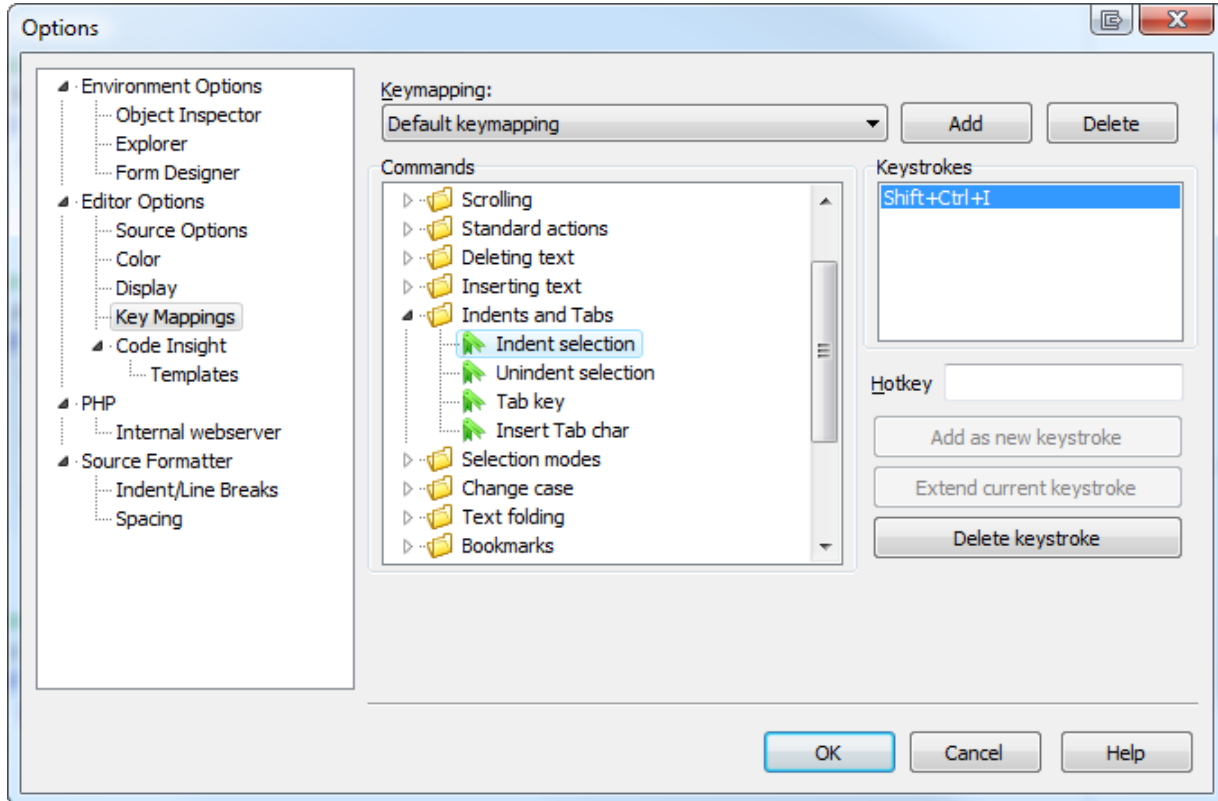 Options
Environment Options
Object Inspector
Explorer
Form Designer
Editor Options
Source Options
Color
Display
Key Mappings
Code Insight
Templates
PHP
Internal webserver
Source Formatter
Indent/Line Breaks
Spacing
Keymapping:
Default keymapping
Add
Delete
Commands
Scrolling
Standard actions
Deleting text
Inserting text
Indents and Tabs
Indent selection
Unindent selection
Tab key
Insert Tab char
Selection modes
Change case
Text folding
Bookmarks
Keystrokes
Shift+Ctrl+I
Hotkey
Add as new keystroke
Extend current keystroke
Delete keystroke
OK
Cancel
Help